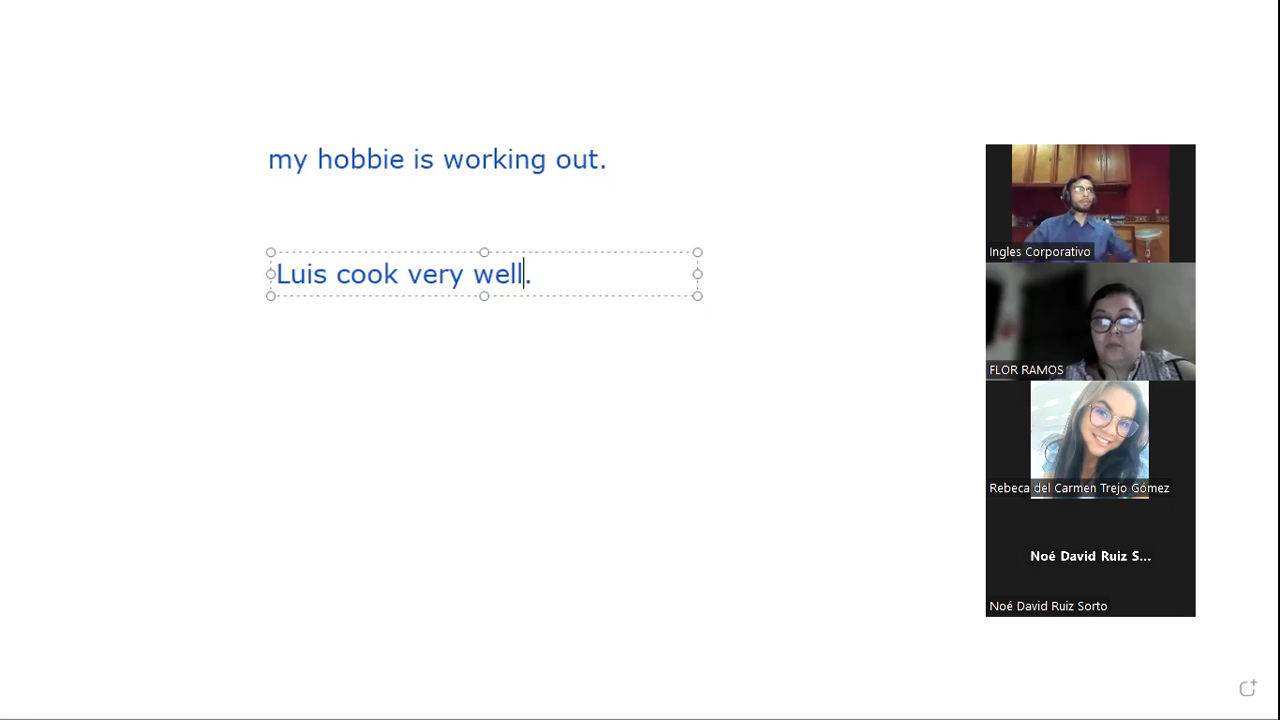 my hobbie is working out.
Luis cook very well.
Ingles Corporativo
FLOR RAMOS
Rebeca del Carmen Trejo Gómez
Noé David Ruiz S...
Noé David Ruiz Sorto